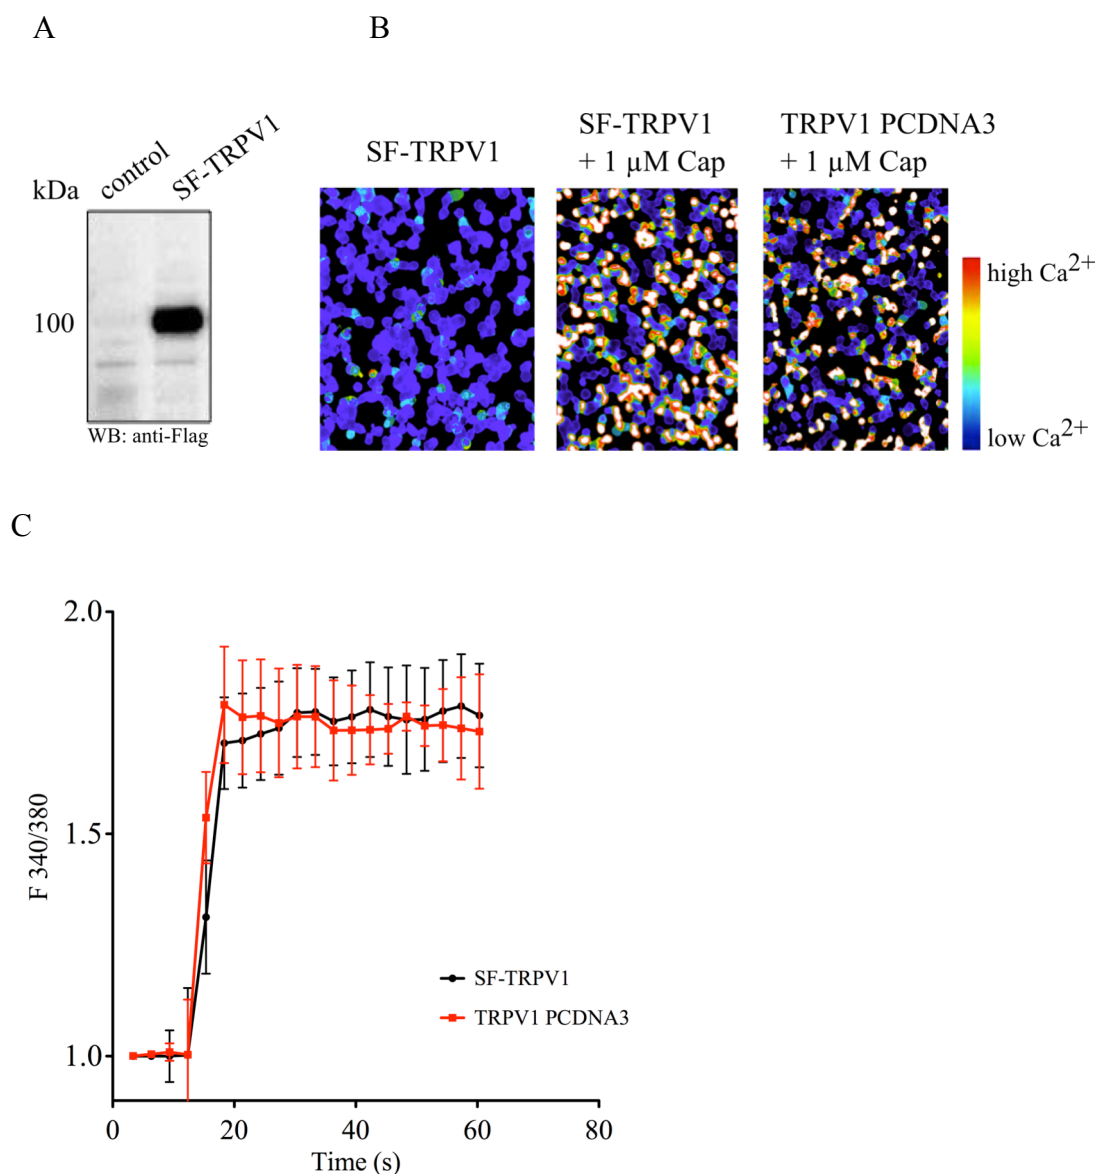 A
B
kDa
control
SF-TRPV1
100
WB: anti-Flag
SF-TRPV1
SF-TRPV1
+ 1 µM Cap
TRPV1 PCDNA3
+ 1 µM Cap
high Ca2+
low Ca2+
C
2.0
1.5
1.0
F 340/380
SF-TRPV1
TRPV1 PCDNA3
0
20
40
60
80
Time (s)